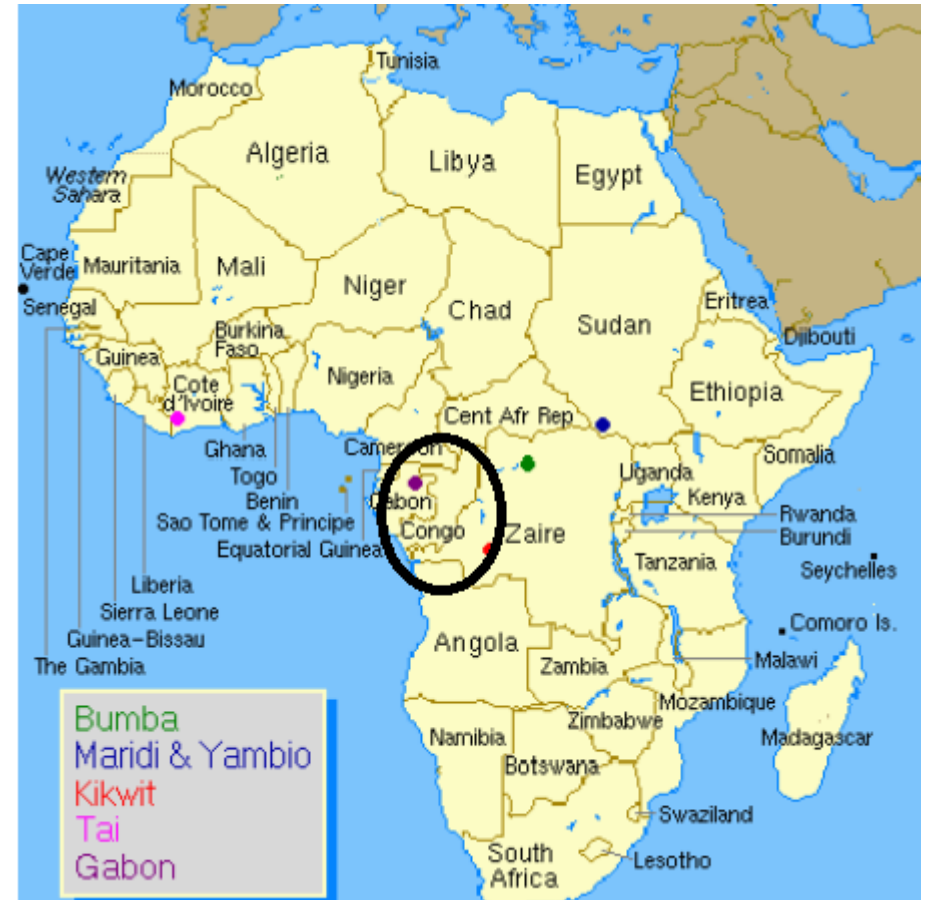 Tunisia
Morocco
Algeria
Libya
Egypt
Western
Sahara
Cape
Verde
Mauritania
Mali
Niger
Chad
Sudan
Eritrea
Senegal
Djibouti
Burkina
Faso
Guinea
Nigeria
Ethiopia
Cote
d'Ivoire
Cent Afr Rep
Ghana
Cameroon
Somalia
Togo
Uganda
Benin
Gabon
Kenya
Sao Tome & Principe
Rwanda
Congo
Zaire
Burundi
Equatorial Guinea
Tanzania
Seychelles
Liberia
Sierra Leone
Comoro Is.
Guinea-Bissau
Angola
The Gambia
Zambia
Malawi
Mozambique
Zimbabwe
Namibia
Madagascar
Botswana
Swaziland
South
Africa
Lesotho
Bumba
Maridi & Yambio
Kikwit
Tai
Gabon